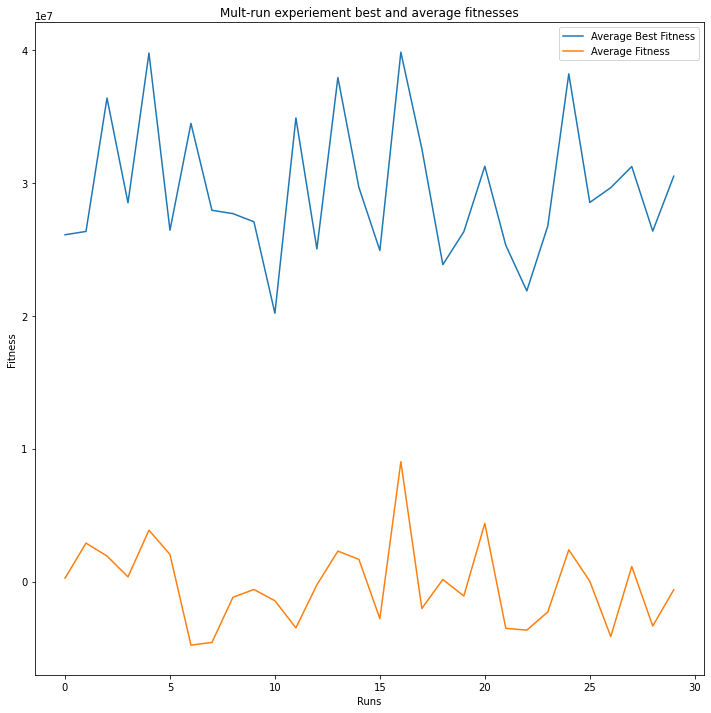 Mult-run experiement best and average fitnesses
1e7
Average Best Fitness
Average Fitness
4
3
2
1
0
Fitness
0 5 10 15 20 25 30
Runs